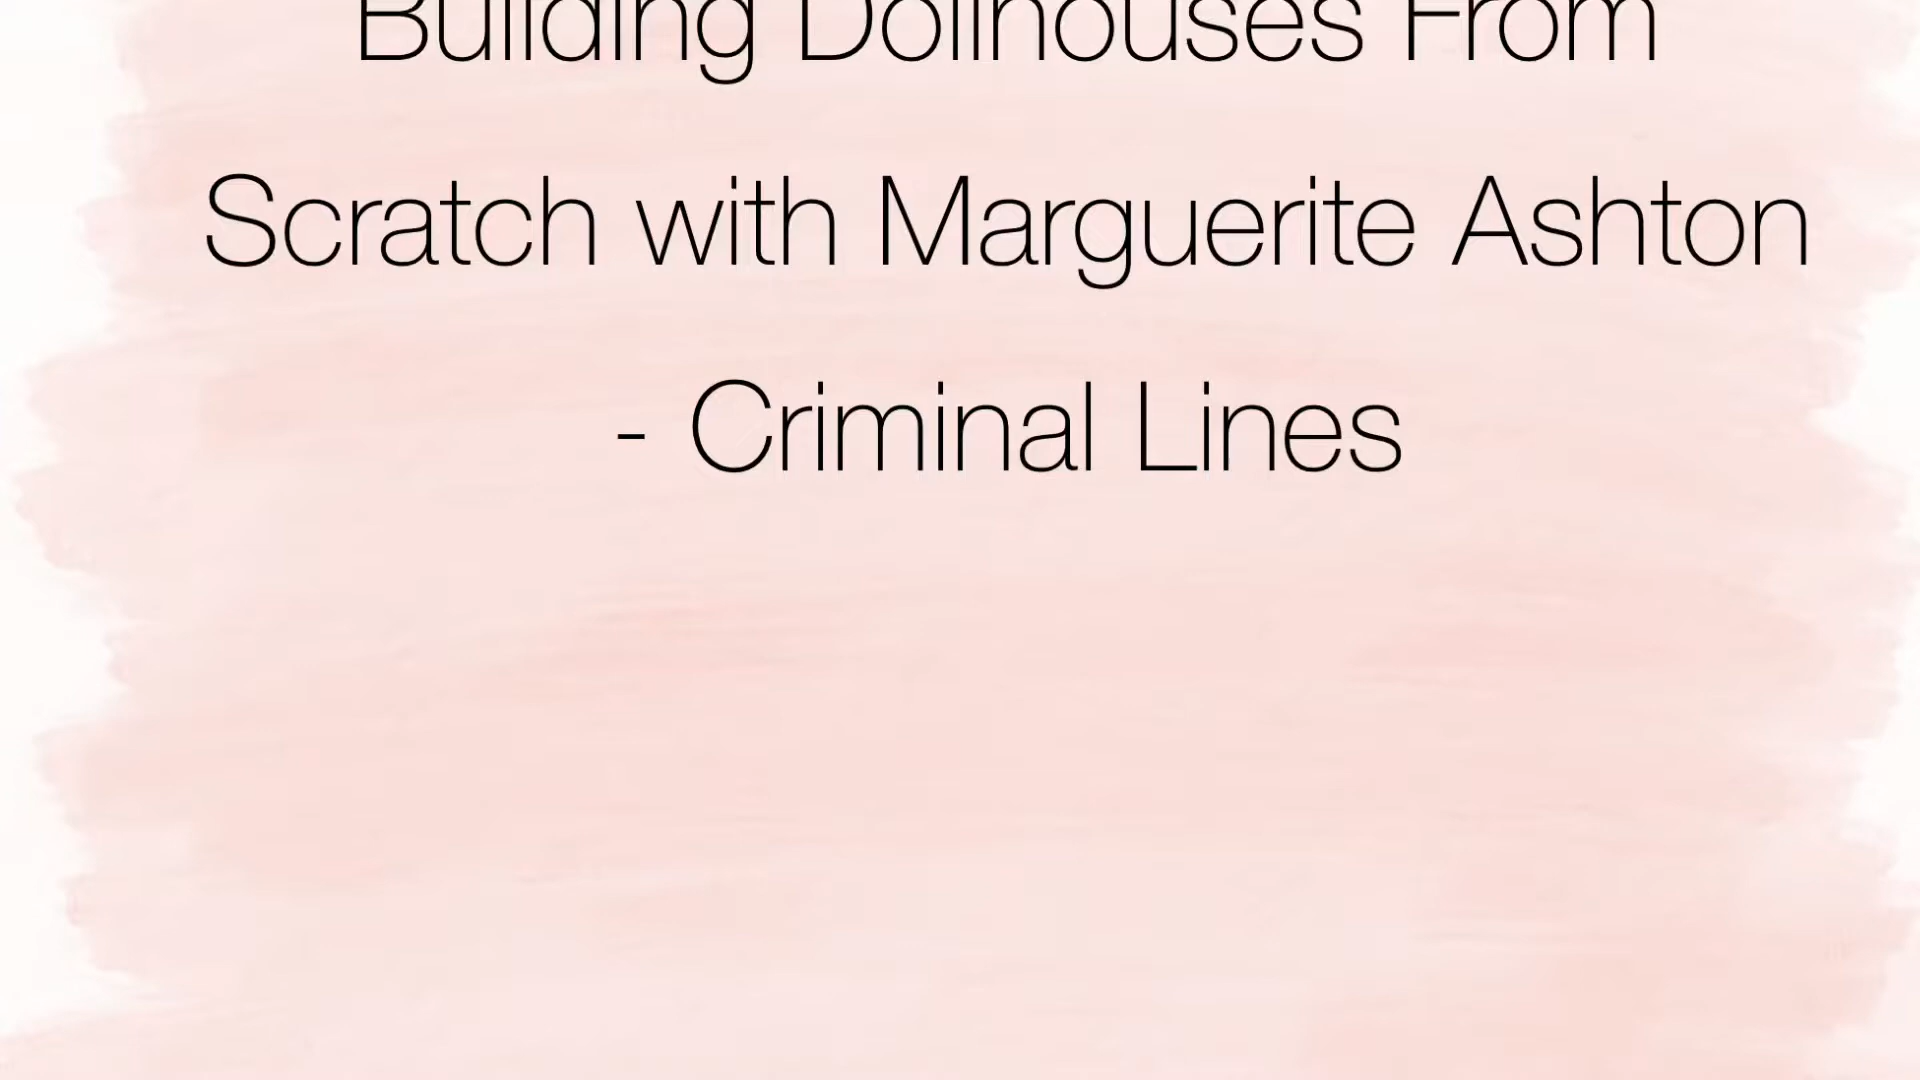 Building Dollhouses From
Scratch with Marguerite Ashton
- Criminal Lines